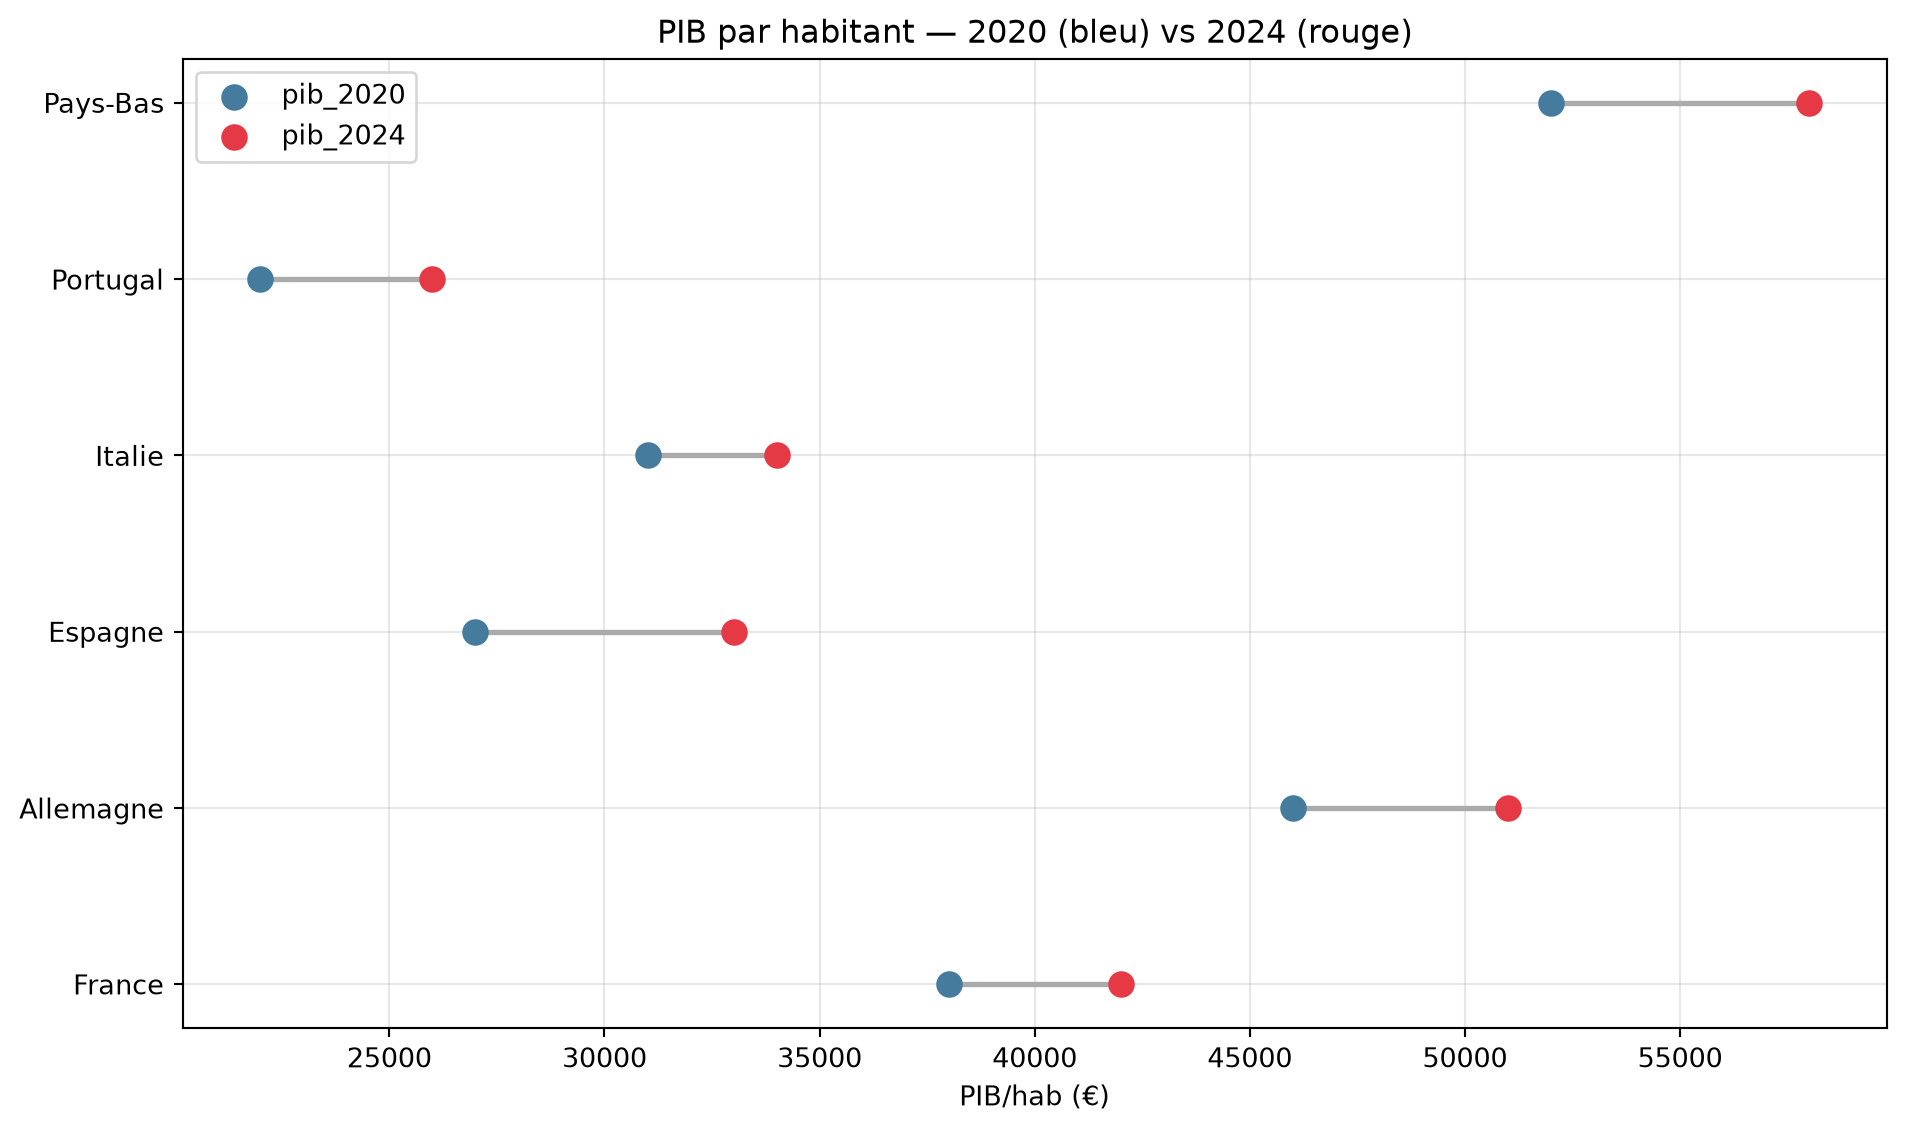 PIB par habitant — 2020 (bleu) vs 2024 (rouge)
pib_2020
pib_2024
Pays-Bas
Portugal
Italie
Espagne
Allemagne
France
25000 30000 35000 40000 45000 50000 55000
PIB/hab (€)